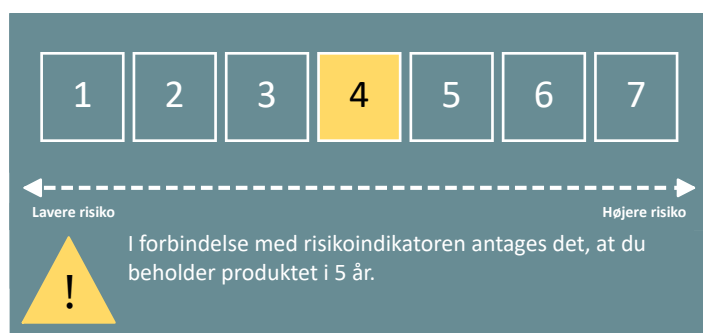 1 2 3 4 5 6 7
Lavere risiko Højere risiko
I forbindelse med risikoindikatoren antages det, at du
beholder produktet i 5 år.
!